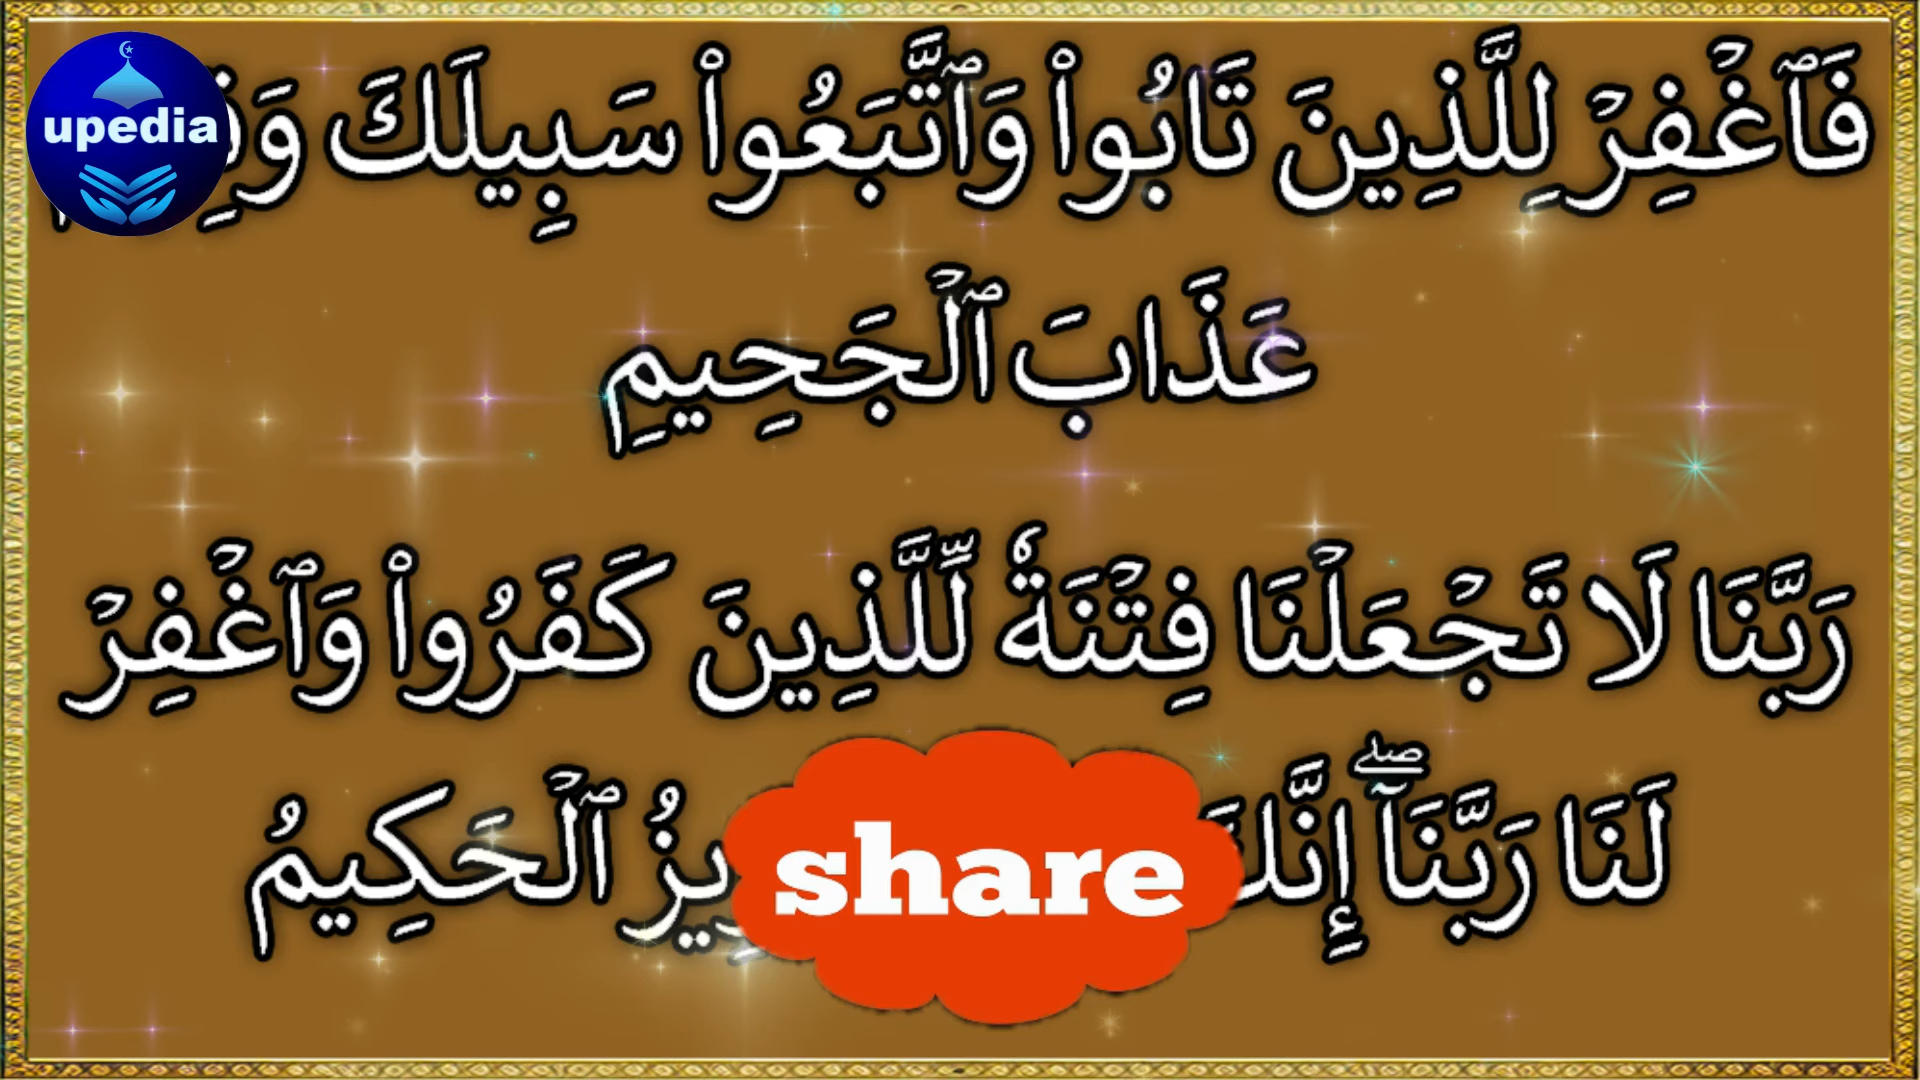 upedia
فَٱغْفِرْ لِلَّذِينَ تَابُوا۟ وَٱتَّبَعُوا۟ سَبِيلَكَ
عَذَابَ ٱلْجَحِيمِ
رَبَّنَا لَا تَجْعَلْنَا فِتْنَةً لِّلَّذِينَ كَفَرُوا۟ وَٱغْفِرْ
لَنَا رَبَّنَآ ۖ إِنَّكَ ٱلْحَكِيمُ
share